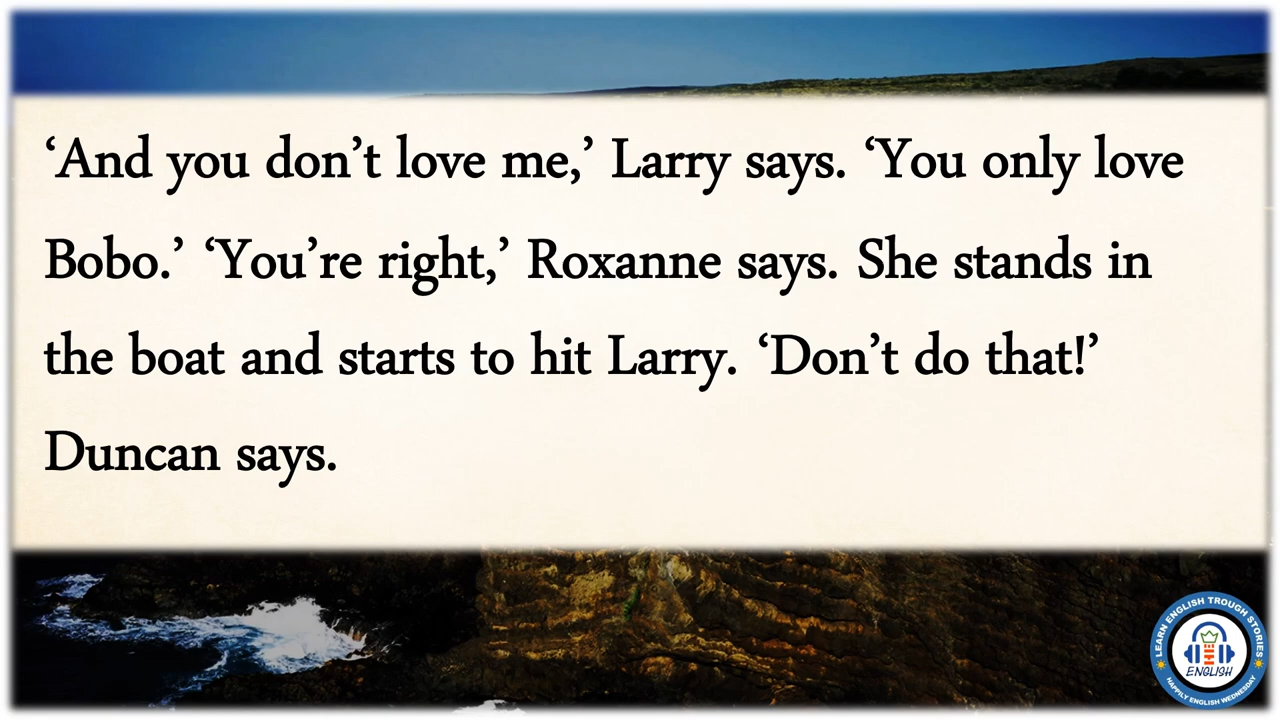 ‘And you don’t love me,’ Larry says. ‘You only love
Bobo.’ ‘You’re right,’ Roxanne says. She stands in
the boat and starts to hit Larry. ‘Don’t do that!’
Duncan says.
LEARN ENGLISH TROUGH STORIES
ENGLISH
HAPPILY ENGLISH WEDNESDAY